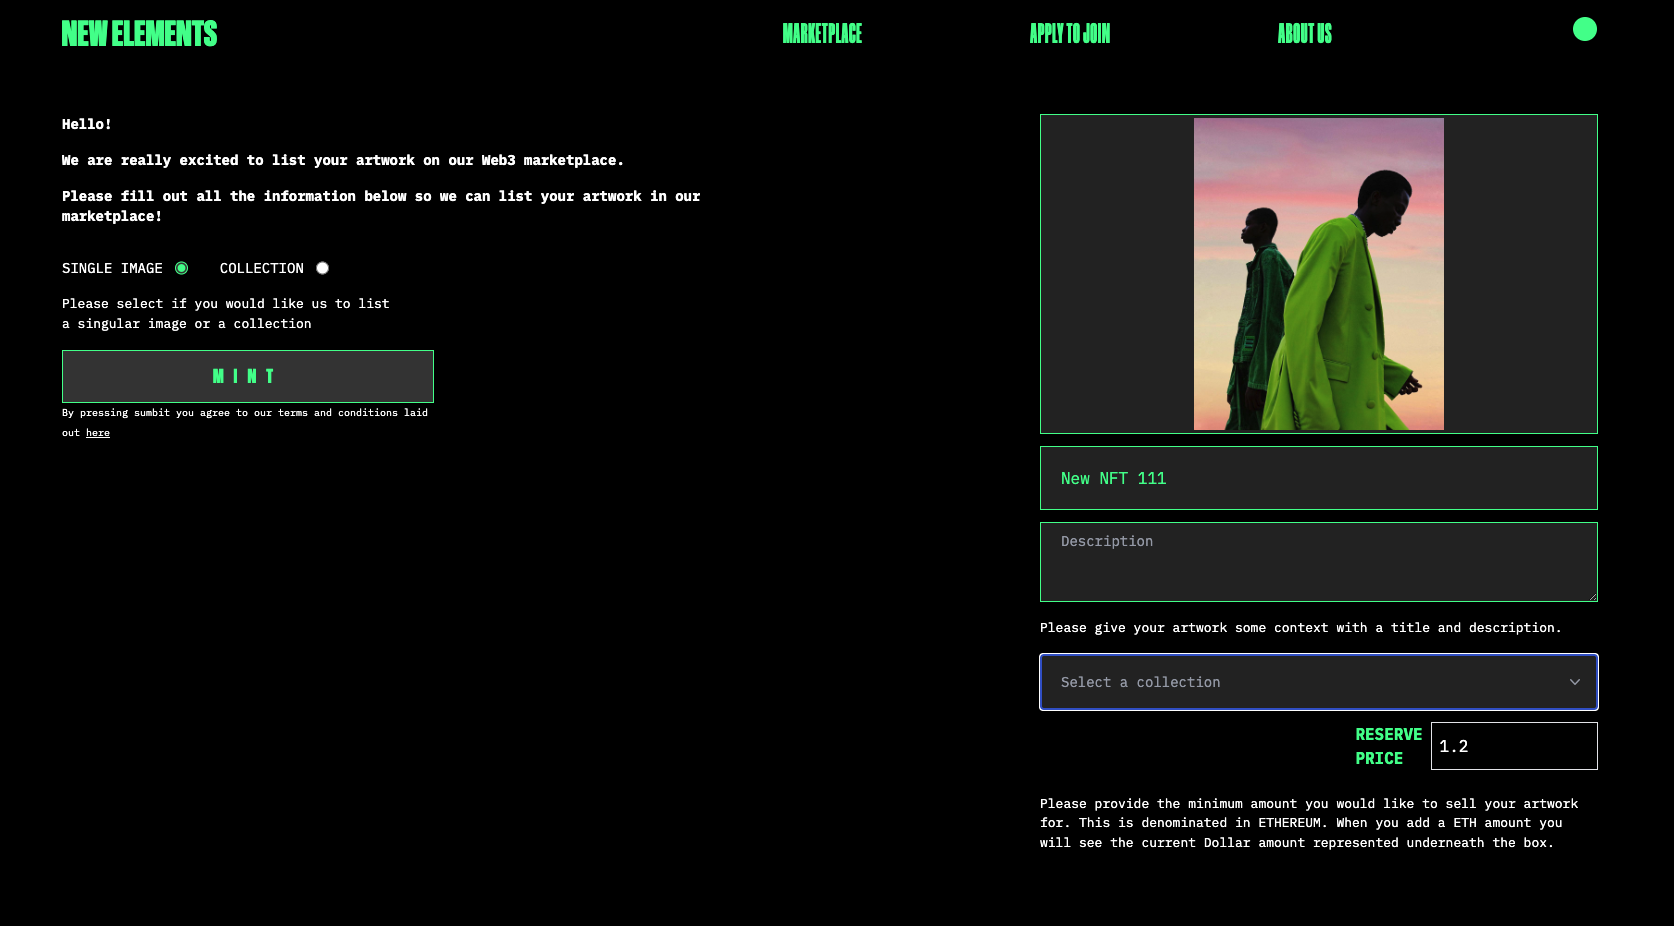 NEW ELEMENTS
MARKETPLACE
APPLY TO JOIN
ABOUT US
Hello!
We are really excited to list your artwork on our Web3 marketplace.
Please fill out all the information below so we can list your artwork in our
marketplace!
SINGLE IMAGE
COLLECTION
Please select if you would like us to list
a singular image or a collection
MINT
By pressing sumbit you agree to our terms and conditions laid
out here
New NFT 111
Description
Please give your artwork some context with a title and description.
Select a collection
RESERVE
PRICE
1.2
Please provide the minimum amount you would like to sell your artwork
for. This is denominated in ETHEREUM. When you add a ETH amount you
will see the current Dollar amount represented underneath the box.